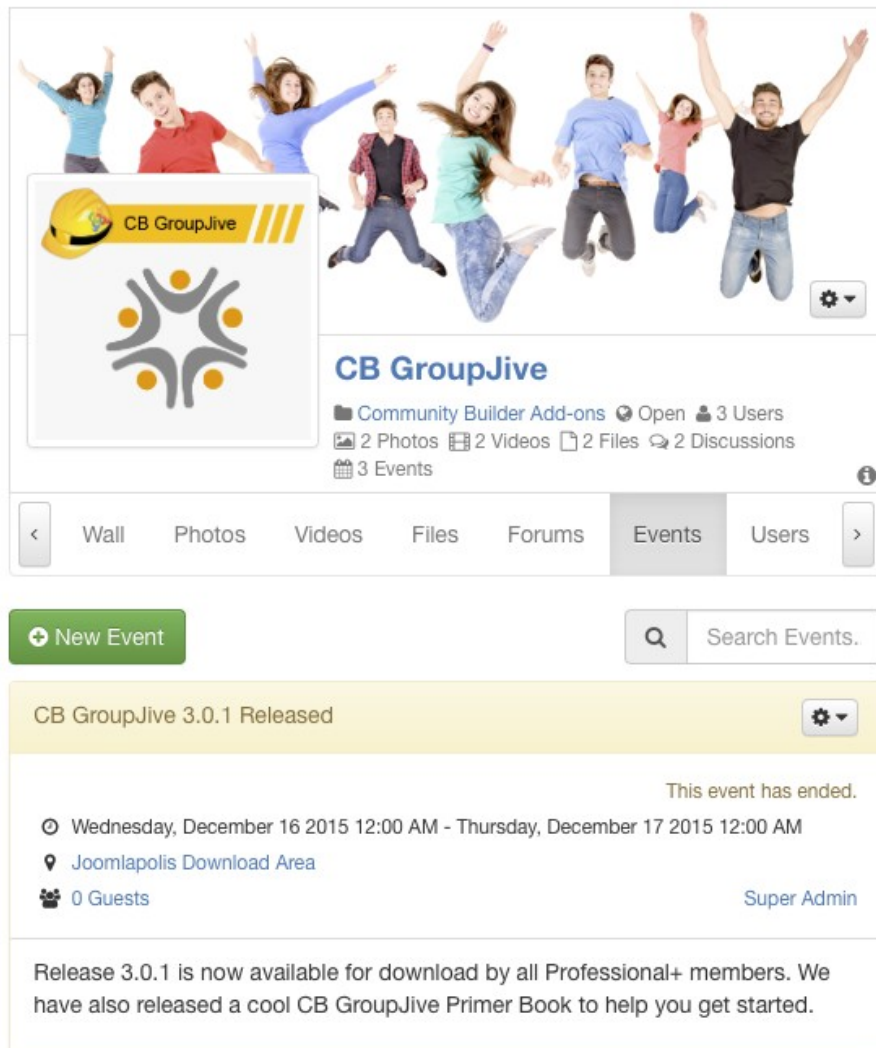 CB GroupJive
CB GroupJive
Community Builder Add-ons Open 3 Users
2 Photos 2 Videos 2 Files 2 Discussions
3 Events
Wall Photos Videos Files Forums Events Users
New Event Search Events.
CB GroupJive 3.0.1 Released
This event has ended.
Wednesday, December 16 2015 12:00 AM - Thursday, December 17 2015 12:00 AM
Joomlapolis Download Area
0 Guests Super Admin
Release 3.0.1 is now available for download by all Professional+ members. We
have also released a cool CB GroupJive Primer Book to help you get started.